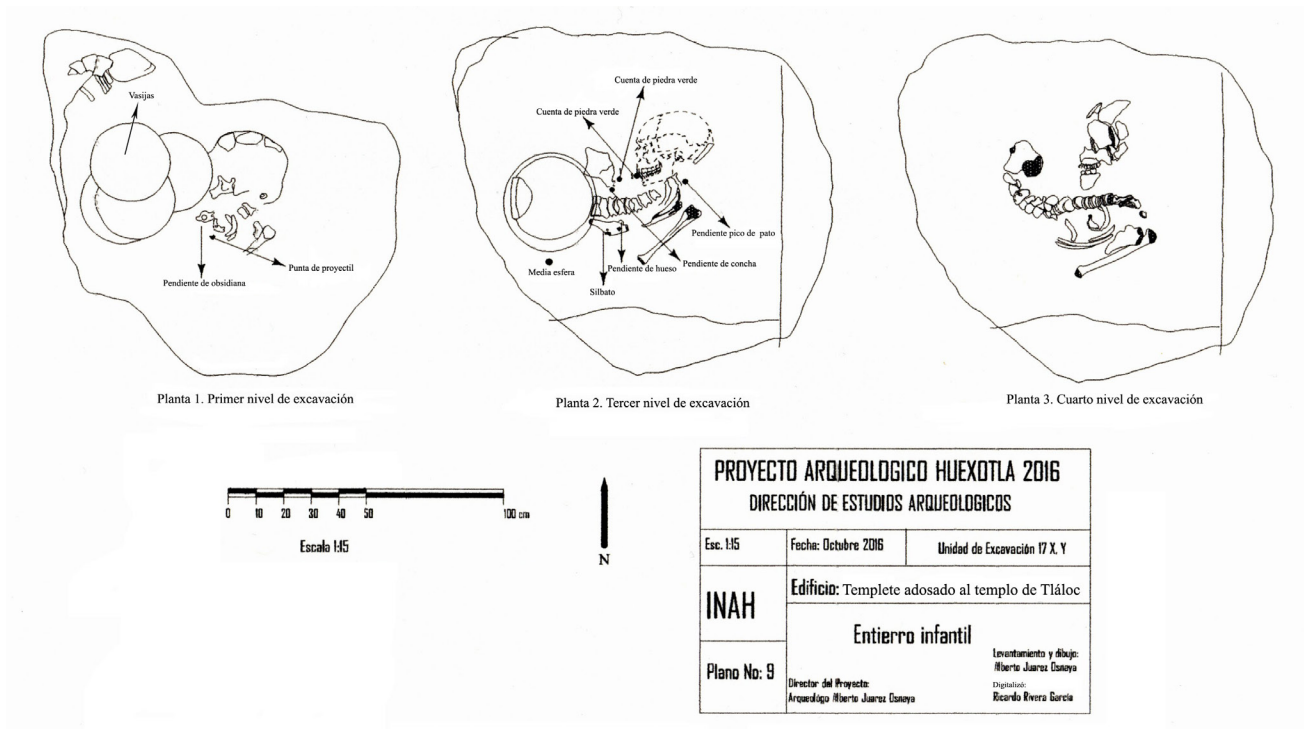 Vasijas
Pendiente de obsidiana
Punta de proyectil
Planta 1. Primer nivel de excavación
Cuenta de piedra verde
Cuenta de piedra verde
Pendiente pico de pato
Pendiente de concha
Pendiente de hueso
Media esfera
Silbato
Planta 2. Tercer nivel de excavación
Planta 3. Cuarto nivel de excavación
0 10 20 30 40 50 100 cm
Escala 1:15
N
PROYECTO ARQUEOLOGICO HUEXOTLA 2016
DIRECCIÓN DE ESTUDIOS ARQUEOLOGICOS
Esc. 1:15
Fecha: Octubre 2016
Unidad de Excavación 17 X, Y
INAH
Edificio: Templete adosado al templo de Tláloc
Entierro infantil
Plano No: 9
Director del Proyecto:
Arqueológo Alberto Juarez Osnaya
Levantamiento y dibujo:
Alberto Juarez Osnaya
Digitalizó:
Ricardo Rivera García